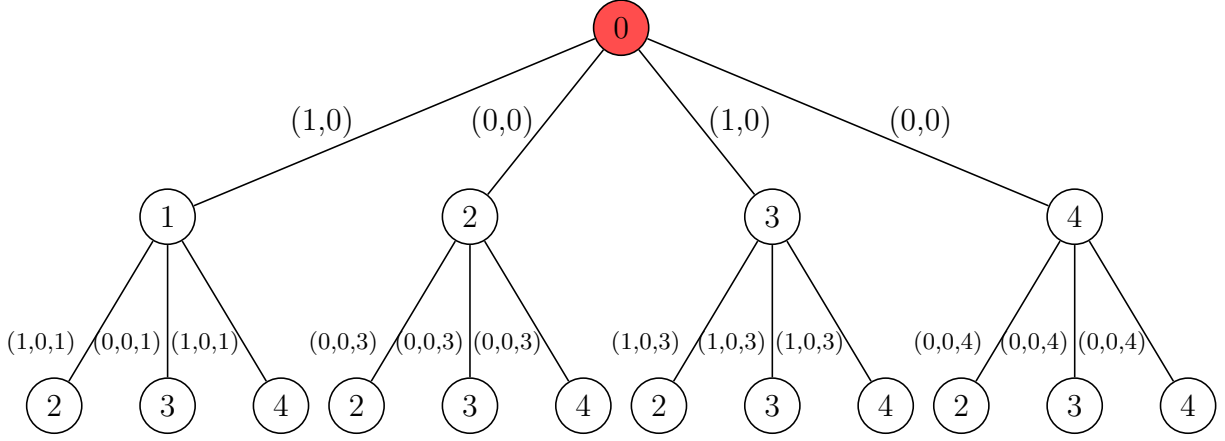 0
(1,0) (0,0) (1,0) (0,0)
1 2 3 4
(1,0,1) (0,0,1) (1,0,1) (0,0,3) (0,0,3) (0,0,3) (1,0,3) (1,0,3) (1,0,3) (0,0,4) (0,0,4) (0,0,4)
2 3 4 2 3 4 2 3 4 2 3 4